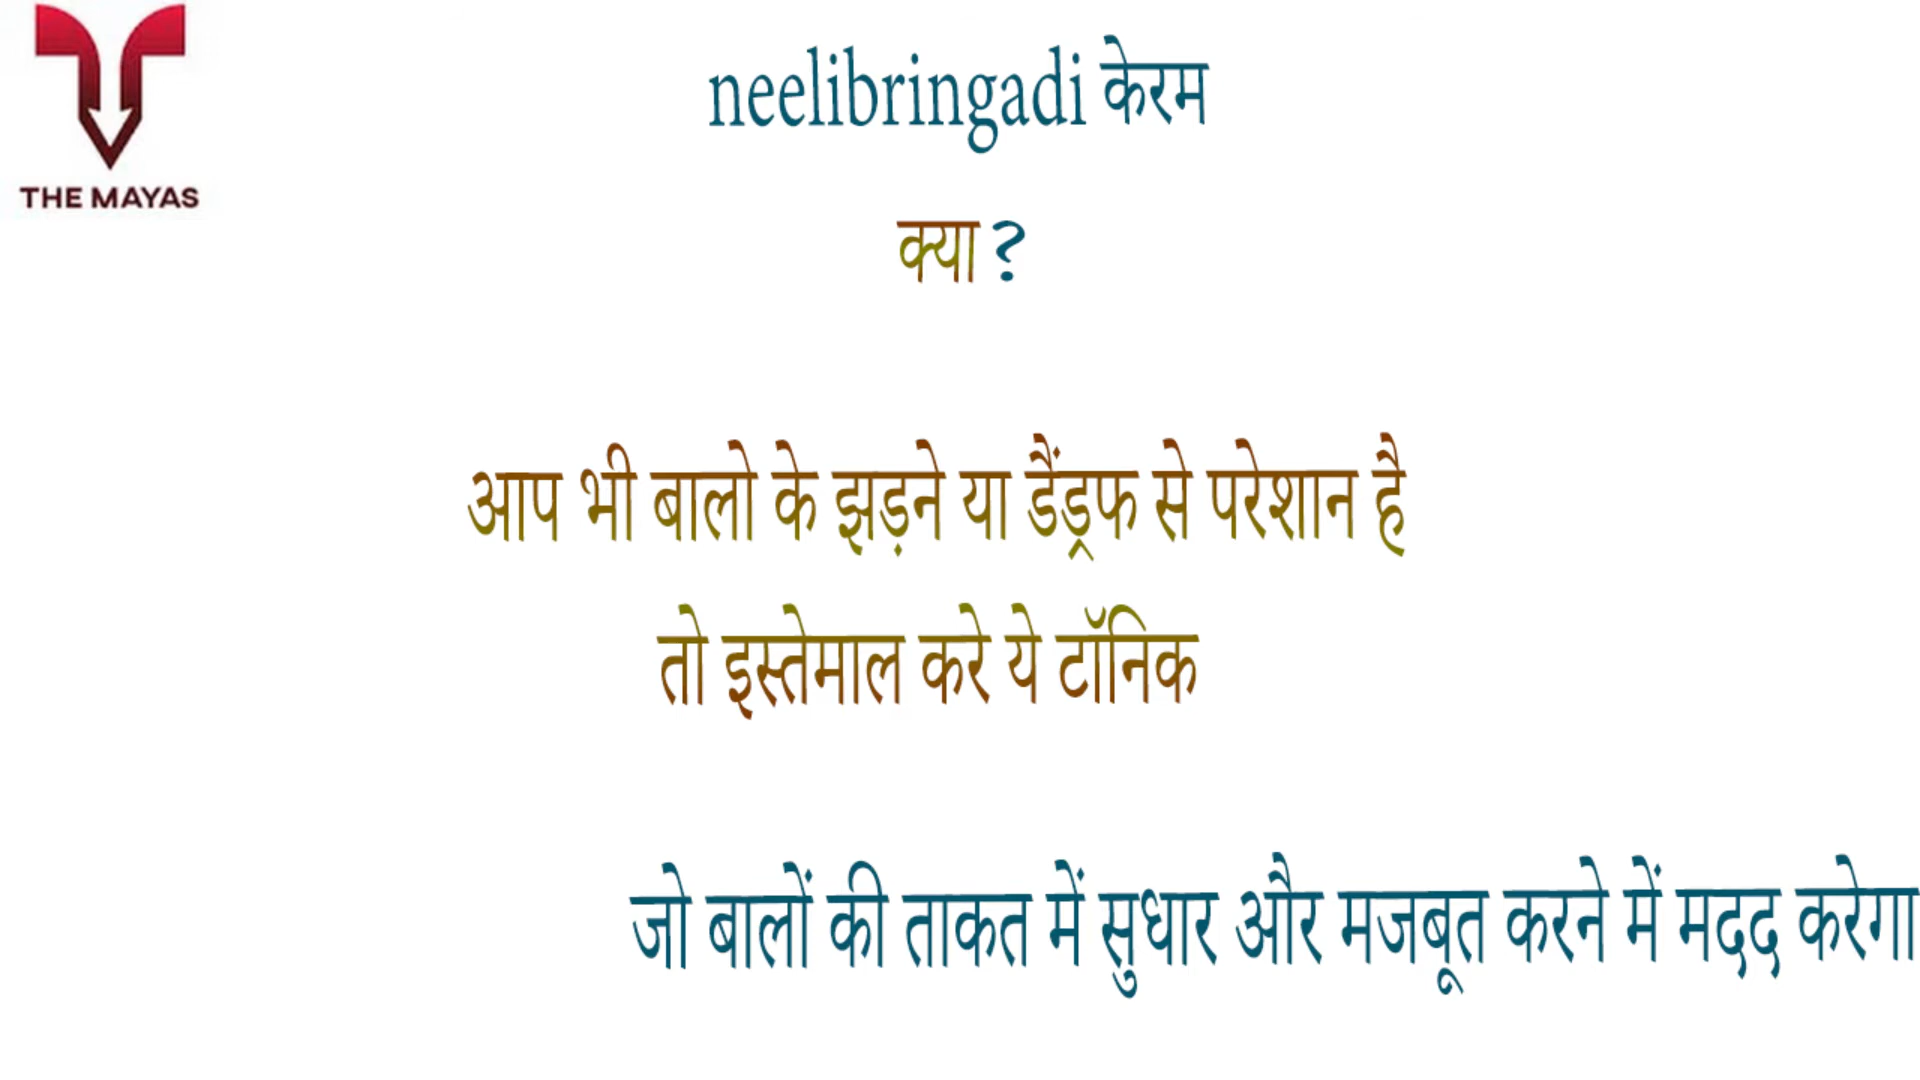 THE MAYAS
neelibringadi केरम
क्या ?
आप भी बालो के झड़ने या डैंड्रफ से परेशान है
तो इस्तेमाल करे ये टॉनिक
जो बालों की ताकत में सुधार और मजबूत करने में मदद करेगा